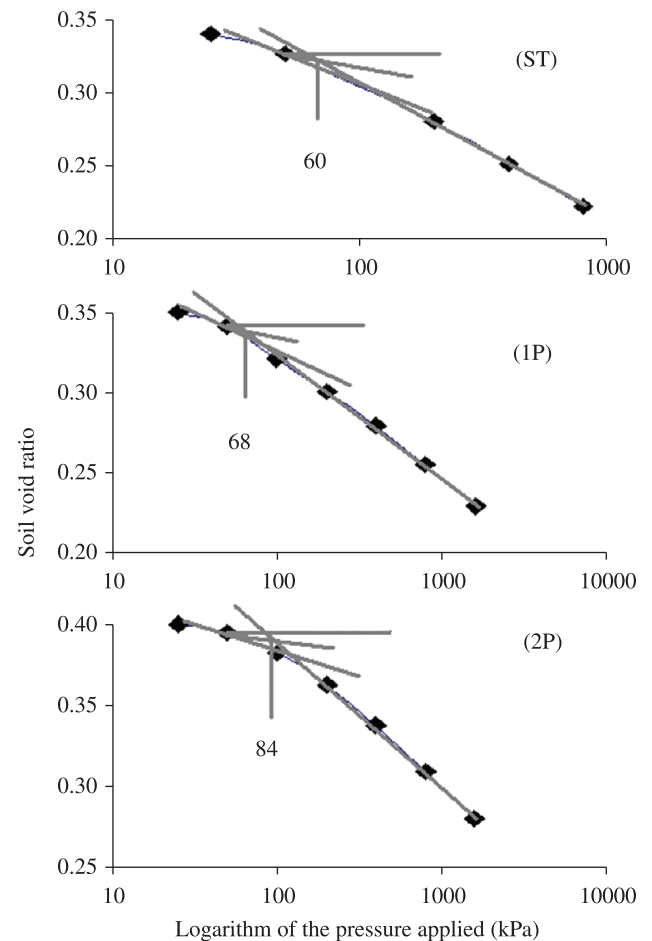 0.35
(ST)
0.30
60
0.25
0.20
10 100 1000
0.35
(1P)
0.30
68
0.25
0.20
10 100 1000 10000
Soil void ratio
0.40
(2P)
0.35
84
0.30
0.25
10 100 1000 10000
Logarithm of the pressure applied (kPa)